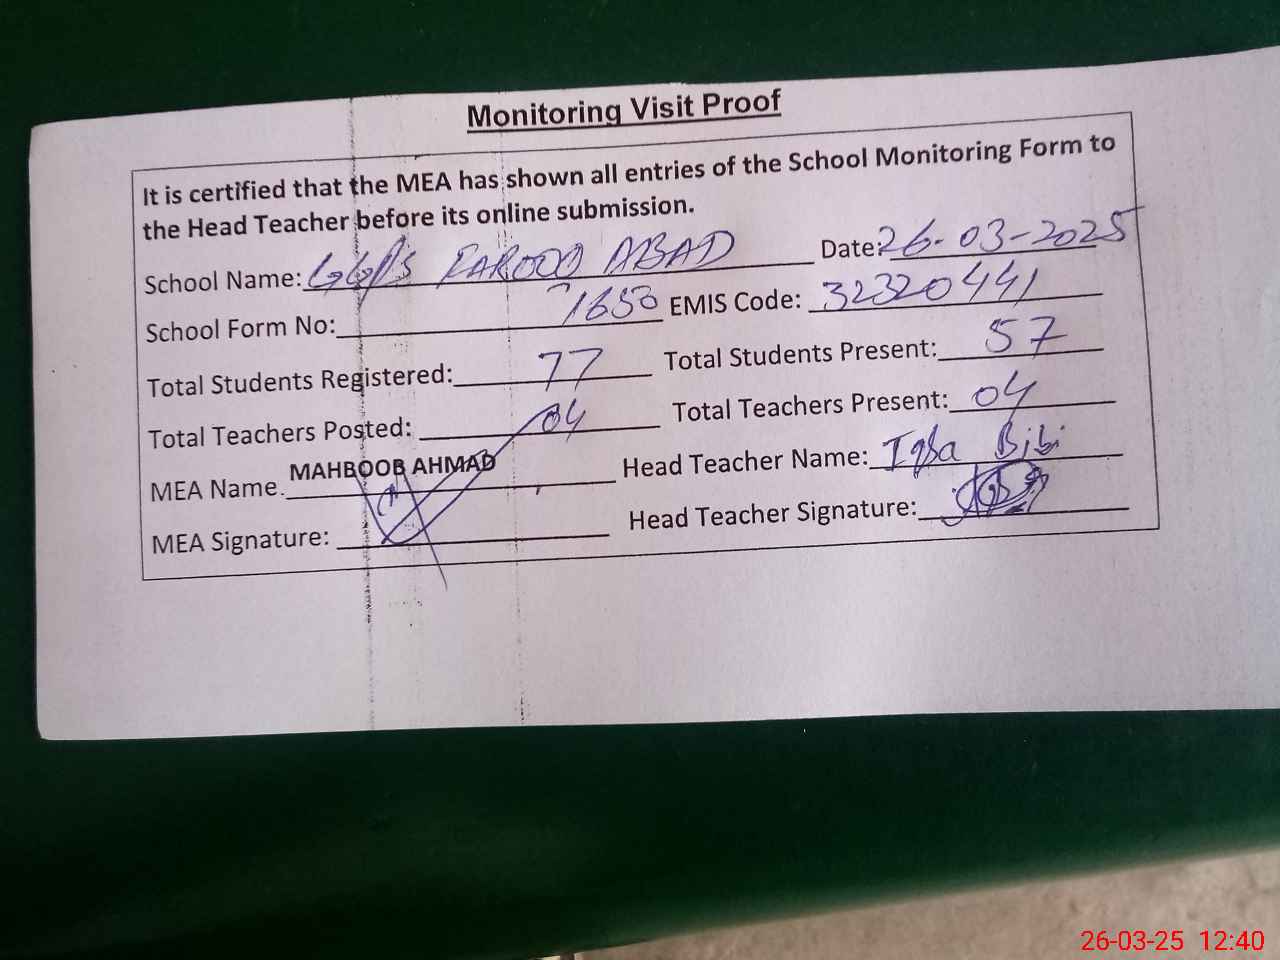 Monitoring Visit Proof
It is certified that the MEA has shown all entries of the School Monitoring Form to
the Head Teacher before its online submission.
School Name: GGPS FAROOQ ABAD Date: 26-03-2025
School Form No: 1650 EMIS Code: 32320441
Total Students Registered: 77 Total Students Present: 57
Total Teachers Posted: 04 Total Teachers Present: 04
MEA Name. MAHBOOB AHMAD Head Teacher Name: Iqba Bibi
MEA Signature: Head Teacher Signature:
26-03-25 12:40